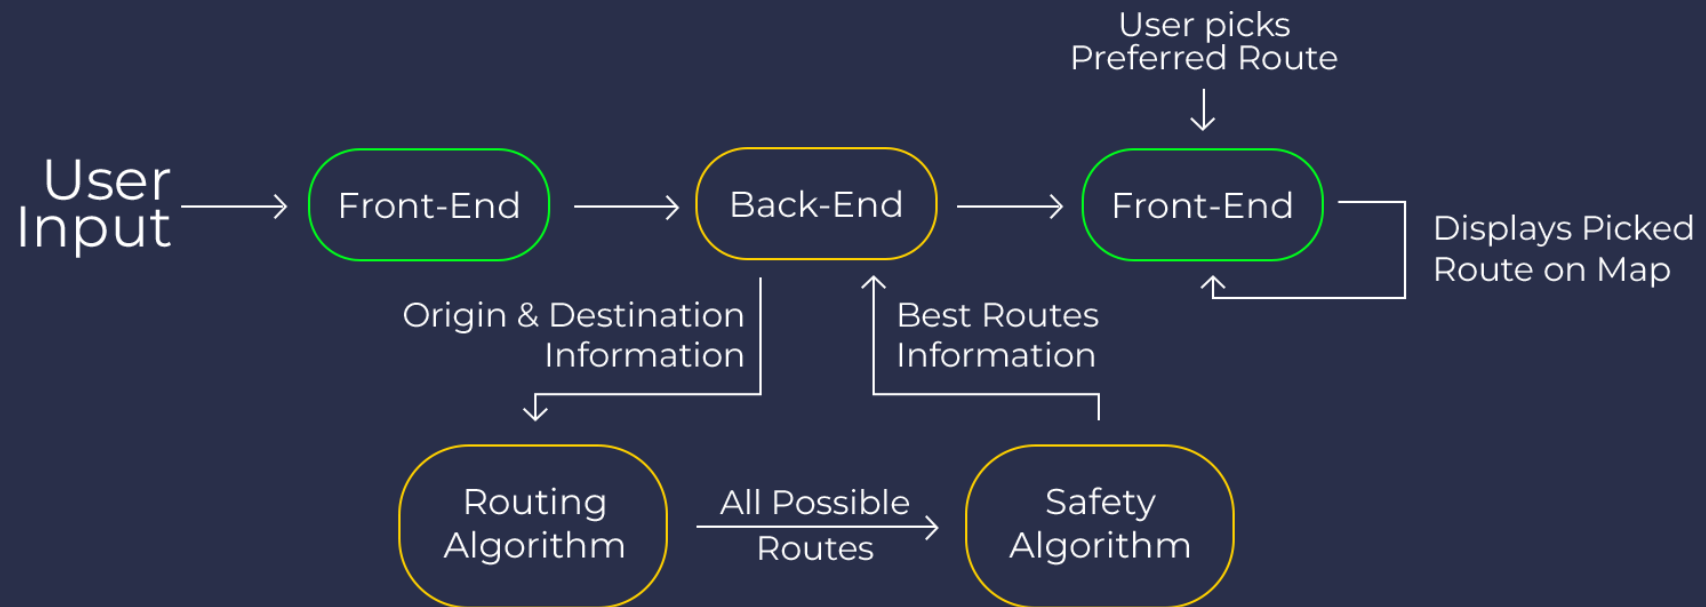 User picks
Preferred Route
User
Input
Front-End
Back-End
Front-End
Displays Picked
Route on Map
Origin & Destination
Information
Best Routes
Information
Routing
Algorithm
All Possible
Routes
Safety
Algorithm